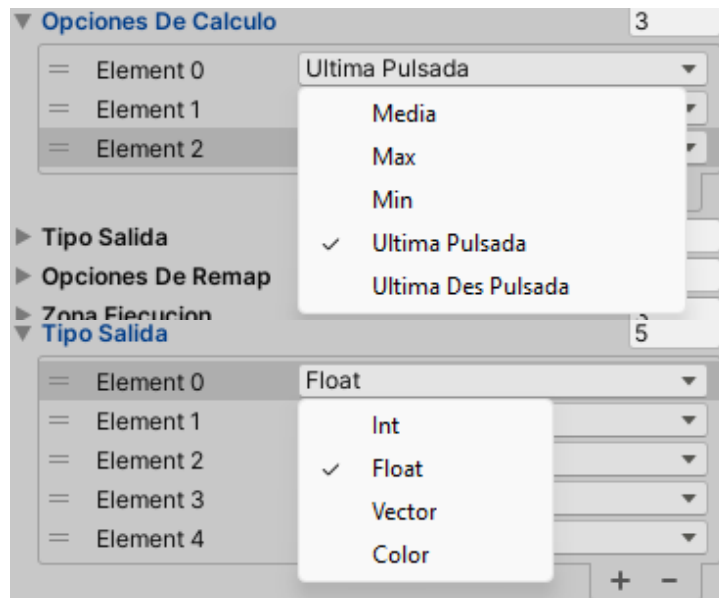 Opciones De Calculo 3
Element 0 Ultima Pulsada
Element 1
Element 2
Media
Max
Min
Ultima Pulsada
Ultima Des Pulsada
Tipo Salida
Opciones De Remap
Zona Ejecucion
Tipo Salida 5
Element 0 Float
Element 1
Element 2
Element 3
Element 4
Int
Float
Vector
Color
+ -